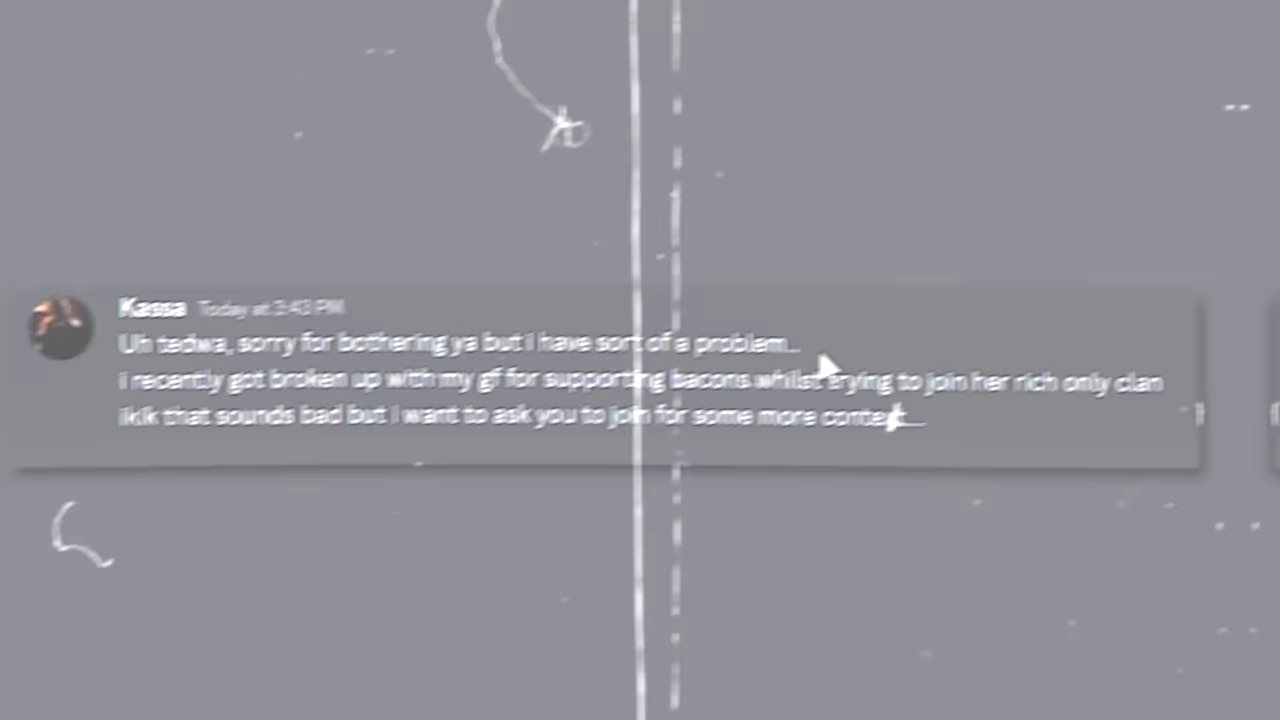 Kassa Today at 3:43 PM
Uh tedwa, sorry for bothering ya but I have sort of a problem...
I recently got broken up with my gf for supporting bacons whilst trying to join her rich only clan
ikik that sounds bad but i want to ask you to join for some more context....